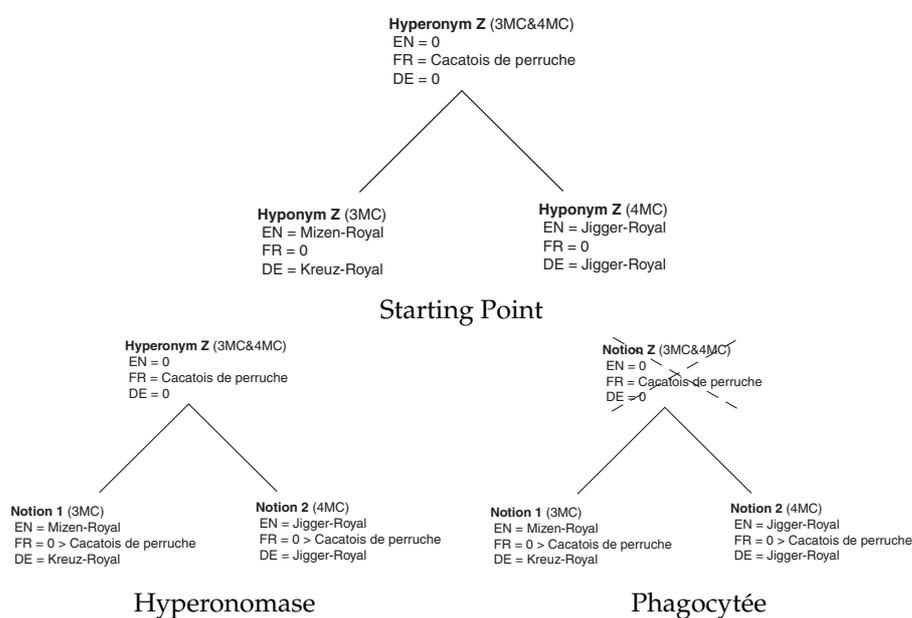 Hyperonym Z (3MC&4MC)
EN = 0
FR = Cacatois de perruche
DE = 0
Hyponym Z (3MC)
EN = Mizen-Royal
FR = 0
DE = Kreuz-Royal
Hyponym Z (4MC)
EN = Jigger-Royal
FR = 0
DE = Jigger-Royal
Starting Point
Hyperonym Z (3MC&4MC)
EN = 0
FR = Cacatois de perruche
DE = 0
Notion 1 (3MC)
EN = Mizen-Royal
FR = 0 > Cacatois de perruche
DE = Kreuz-Royal
Notion 2 (4MC)
EN = Jigger-Royal
FR = 0 > Cacatois de perruche
DE = Jigger-Royal
Hyperonomase
Notion Z (3MC&4MC)
EN = 0
FR = Cacatois de perruche
DE = 0
Notion 1 (3MC)
EN = Mizen-Royal
FR = 0 > Cacatois de perruche
DE = Kreuz-Royal
Notion 2 (4MC)
EN = Jigger-Royal
FR = 0 > Cacatois de perruche
DE = Jigger-Royal
Phagocytée